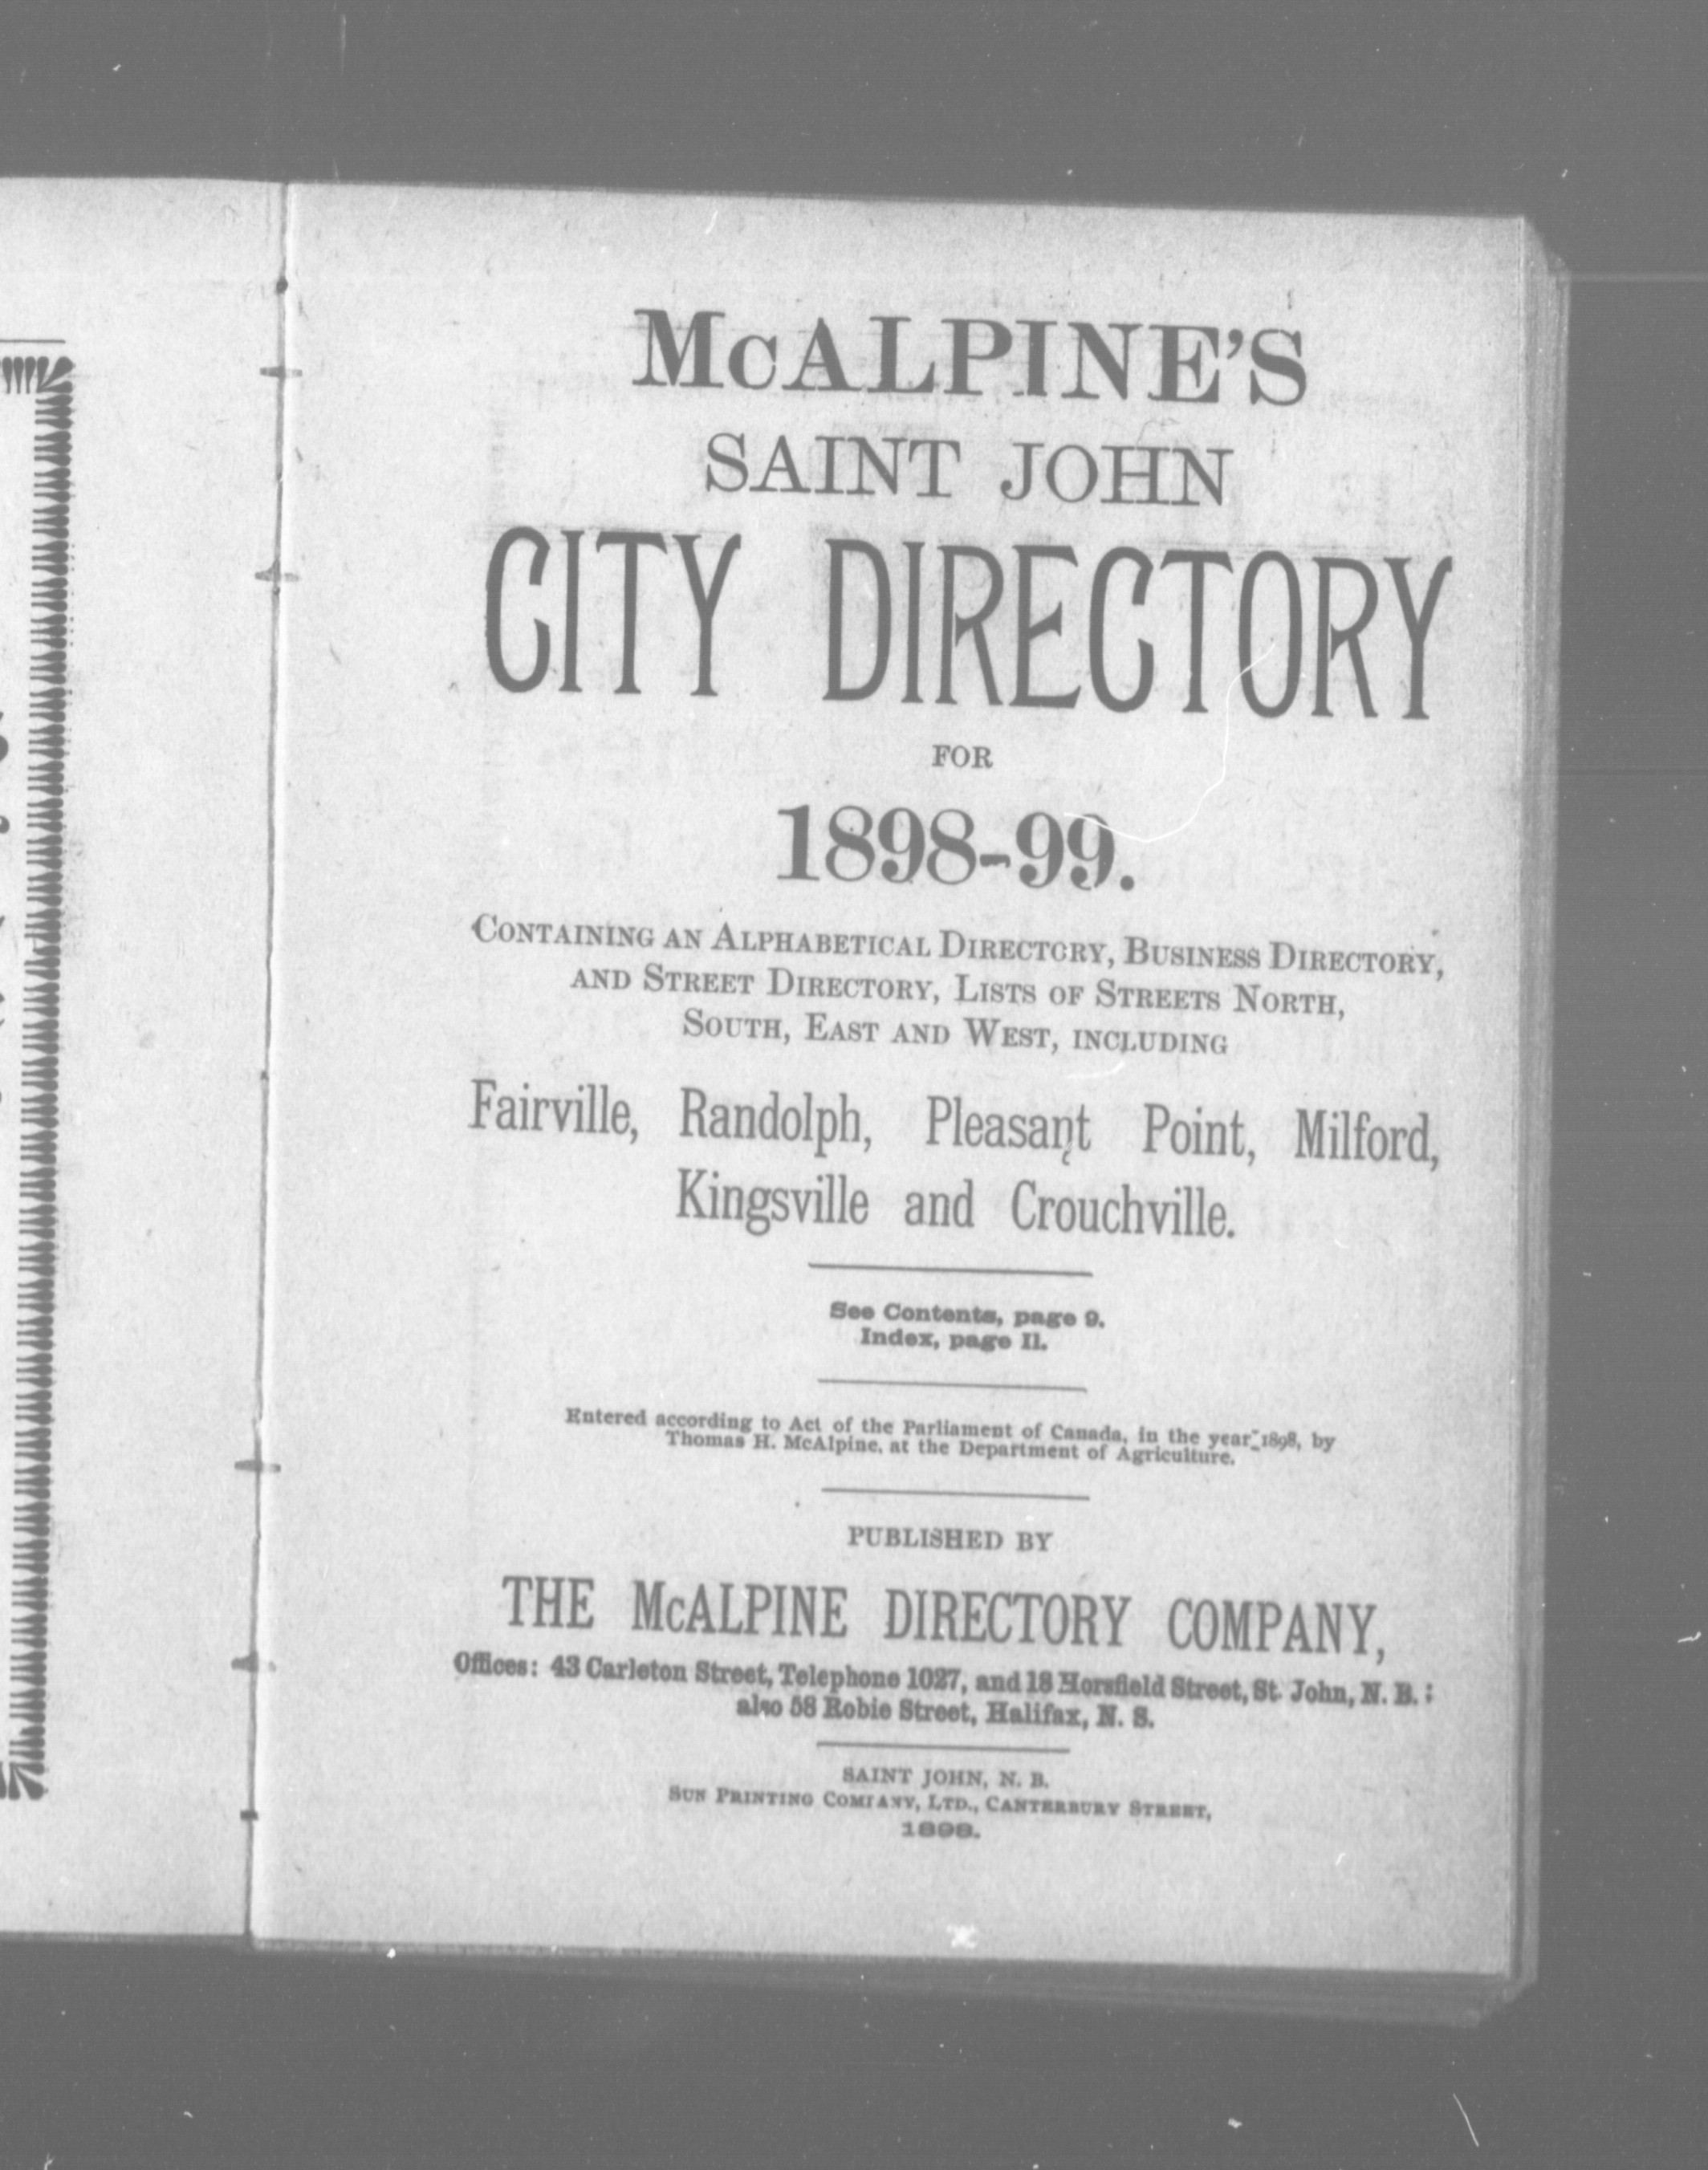 McALPINE'S
SAINT JOHN
CITY DIRECTORY
FOR
1898-99.
CONTAINING AN ALPHABETICAL DIRECTORY, BUSINESS DIRECTORY,
AND STREET DIRECTORY, LISTS OF STREETS NORTH,
SOUTH, EAST AND WEST, INCLUDING
Fairville, Randolph, Pleasant Point, Milford,
Kingsville and Crouchville.
See Contents, page 9.
Index, page II.
Entered according to Act of the Parliament of Canada, in the year 1898, by
Thomas H. McAlpine, at the Department of Agriculture.
PUBLISHED BY
THE McALPINE DIRECTORY COMPANY,
Offices: 43 Carleton Street, Telephone 1027, and 18 Horsfield Street, St. John, N. B.;
also 58 Robie Street, Halifax, N. S.
SAINT JOHN, N. B.
SUN PRINTING COMPANY, LTD., CANTERBURY STREET,
1898.